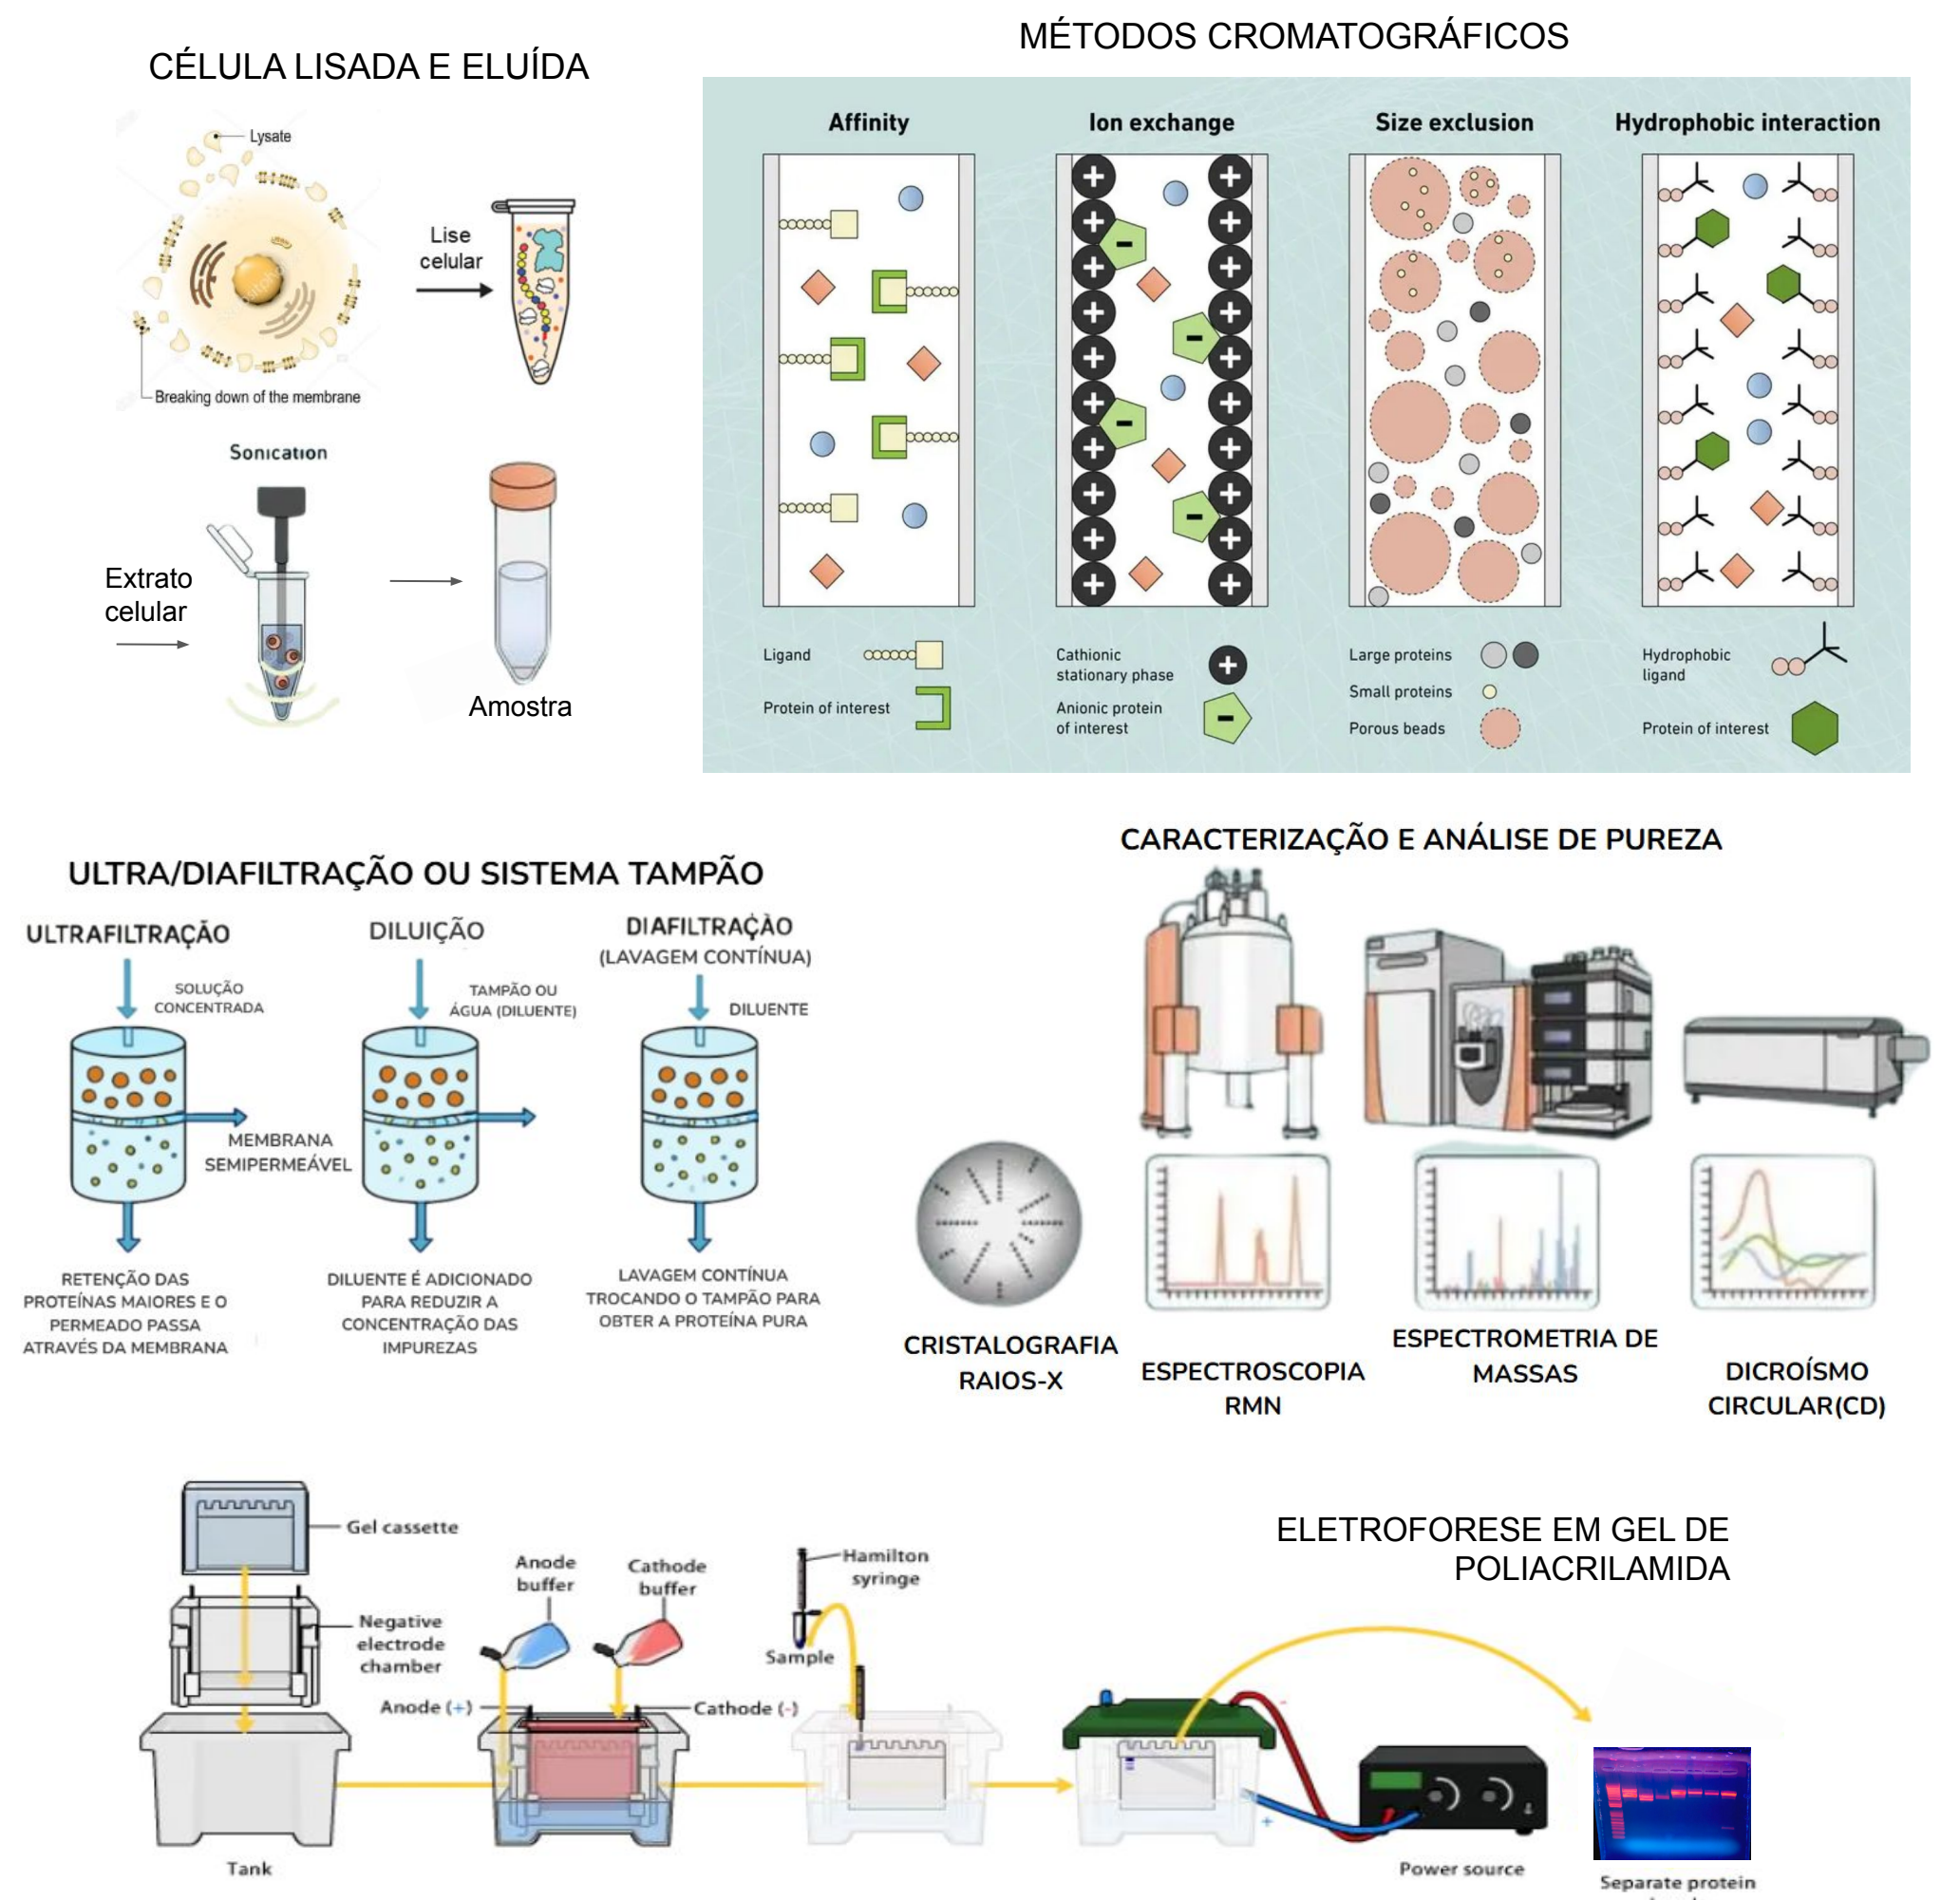 CÉLULA LISADA E ELUÍDA
Lysate
Lise
celular
Breaking down of the membrane
Sonication
Extrato
celular
Amostra
MÉTODOS CROMATOGRÁFICOS
Affinity
Ion exchange
Size exclusion
Hydrophobic interaction
Ligand
Protein of interest
Cathionic
stationary phase
Anionic protein
of interest
Large proteins
Small proteins
Porous beads
Hydrophobic
ligand
Protein of interest
ULTRA/DIAFILTRAÇÃO OU SISTEMA TAMPÃO
ULTRAFILTRAÇÃO
SOLUÇÃO
CONCENTRADA
MEMBRANA
SEMIPERMEÁVEL
RETENÇÃO DAS
PROTEÍNAS MAIORES E O
PERMEADO PASSA
ATRAVÉS DA MEMBRANA
DILUIÇÃO
TAMPÃO OU
ÁGUA (DILUENTE)
DILUENTE É ADICIONADO
PARA REDUZIR A
CONCENTRAÇÃO DAS
IMPUREZAS
DIAFILTRAÇÀO
(LAVAGEM CONTÍNUA)
DILUENTE
LAVAGEM CONTÍNUA
TROCANDO O TAMPÃO PARA
OBTER A PROTEÍNA PURA
CARACTERIZAÇÃO E ANÁLISE DE PUREZA
CRISTALOGRAFIA
RAIOS-X
ESPECTROSCOPIA
RMN
ESPECTROMETRIA DE
MASSAS
DICROÍSMO
CIRCULAR(CD)
ELETROFORESE EM GEL DE
POLIACRILAMIDA
Gel cassette
Negative
electrode
chamber
Tank
Anode
buffer
Cathode
buffer
Anode (+)
Cathode (-)
Hamilton
syringe
Sample
-
+
Power source
Separate protein